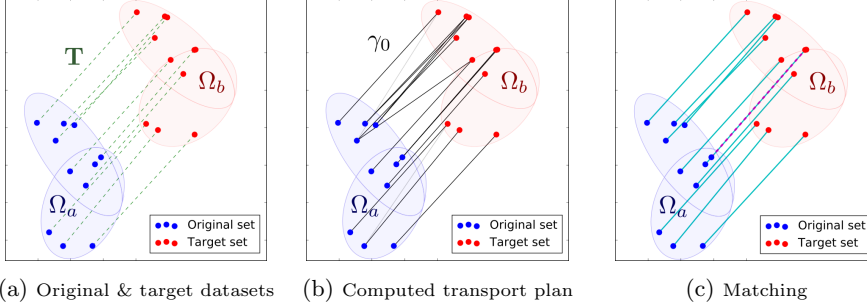 T
Ω_b
Ω_a
Original set
Target set
(a) Original & target datasets
γ_0
Ω_b
Ω_a
Original set
Target set
(b) Computed transport plan
Ω_b
Ω_a
Original set
Target set
(c) Matching